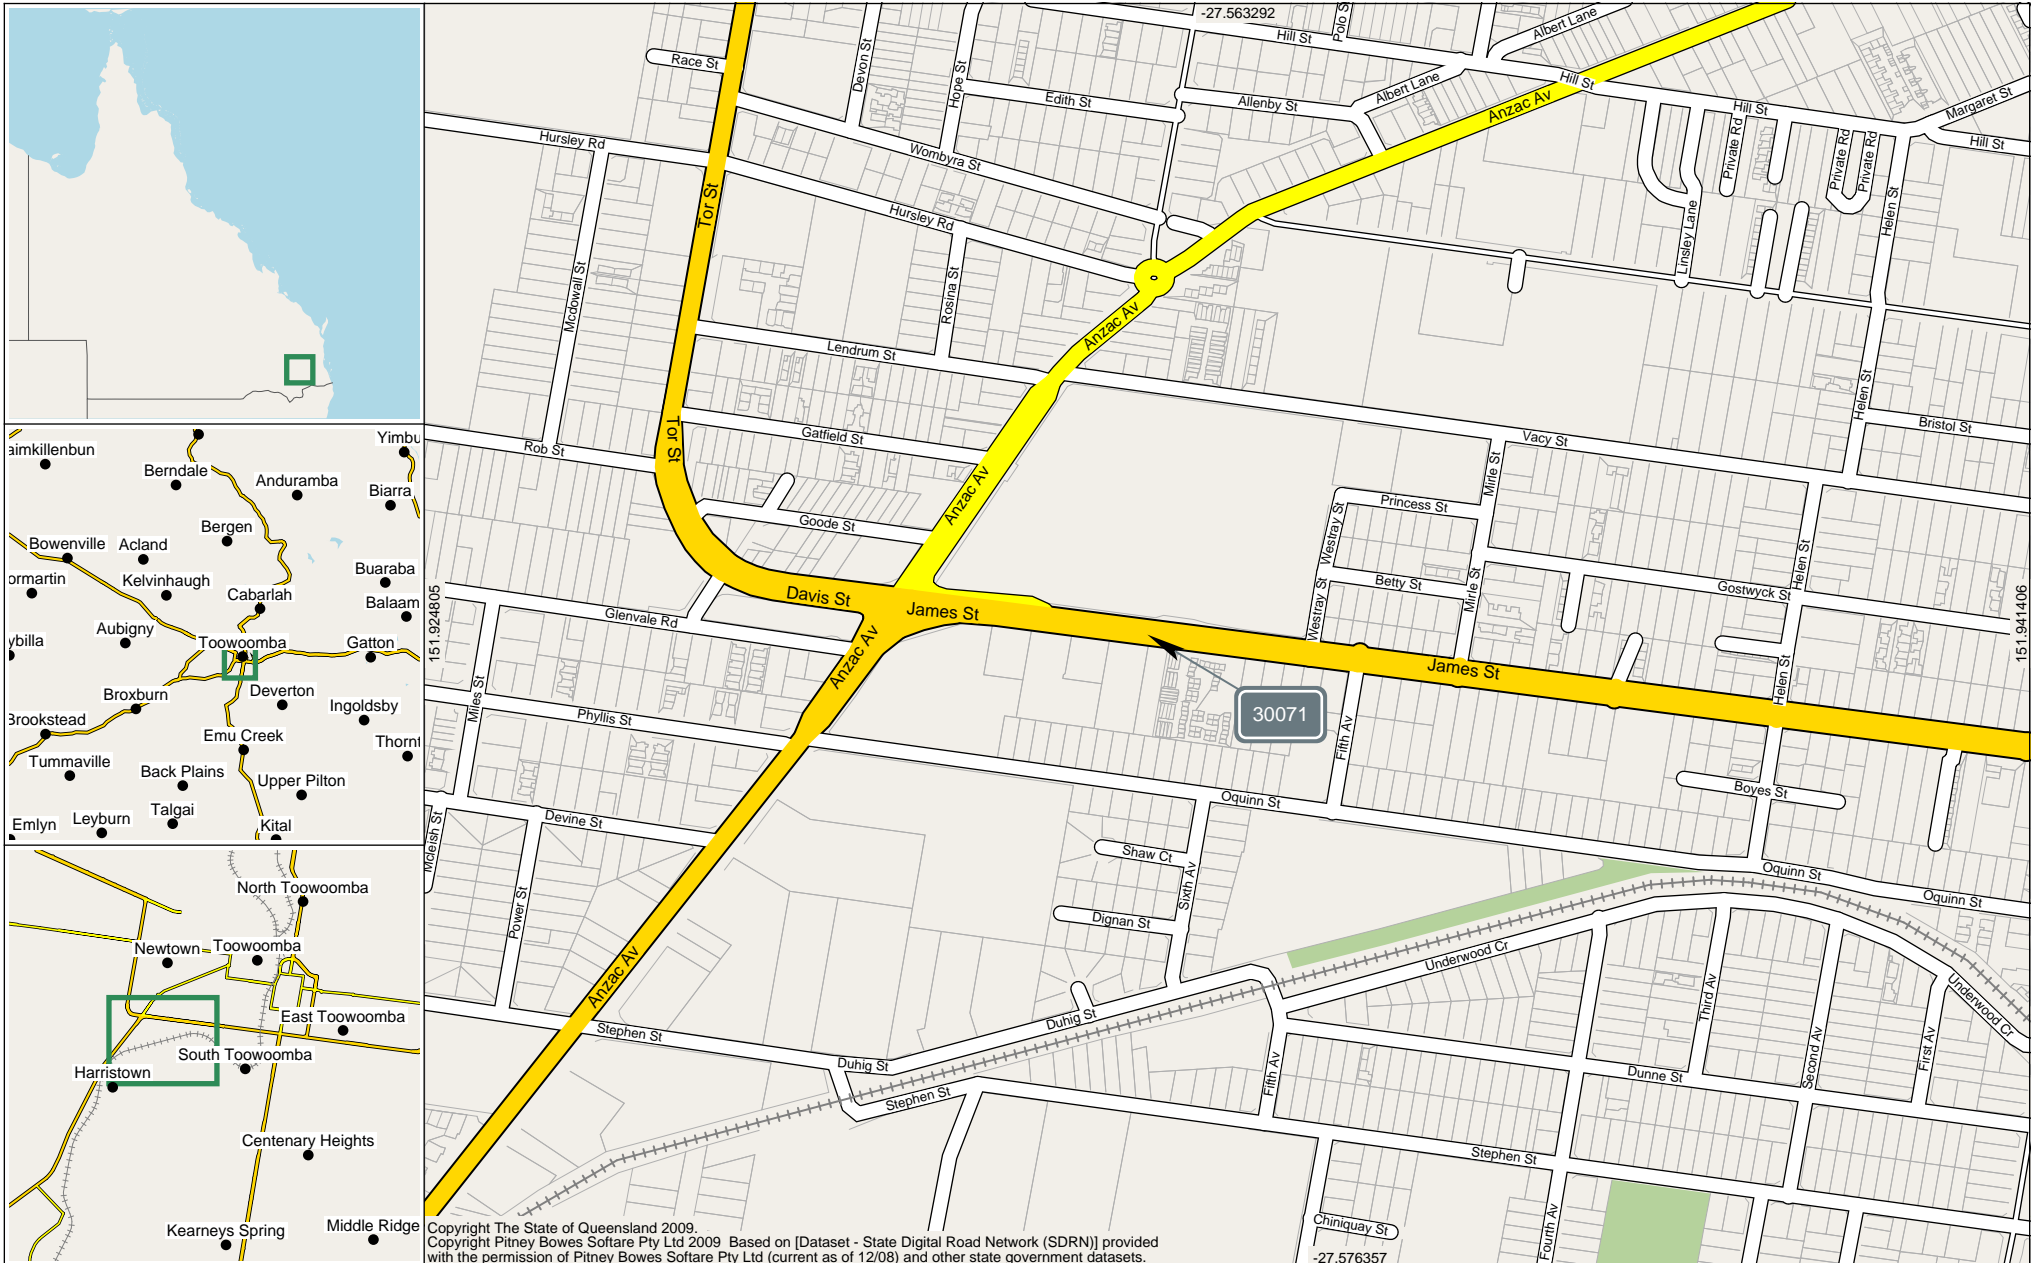 -27.563292
Polo S
Albert Lane
Hill St
Race St
Devon St
Hope St
Edith St
Allenby St
Albert Lane
Hill St
Anzac Av
Hill St
Margaret St
Hill St
Hursley Rd
Wombyra St
Private Rd
Private Rd
Private Rd
Tor St
Hursley Rd
Helen St
Linsley Lane
Mcdowall St
Rosina St
Anzac Av
Lendrum St
Helen St
Bristol St
Vacy St
Gatfield St
Rob St
Tor St
Mirle St
Anzac Av
Princess St
Goode St
Westray St
Helen St
Betty St
Gostwyck St
Mirle St
Westray St
Davis St
James St
Glenvale Rd
151.924805
151.941406
Anzac Av
James St
Helen St
Miles St
Phyllis St
30071
Fifth Av
Boyes St
Oquinn St
Devine St
Mcleish St
Shaw Ct
Sixth Av
Oquinn St
Oquinn St
Power St
Dignan St
Underwood Cr
Anzac Av
Third Av
Underwood Cr
Duhig St
Stephen St
Duhig St
Fifth Av
Second Av
First Av
Dunne St
Stephen St
Stephen St
Fourth Av
Chiniquay St
-27.576357
aimkillenbun
Yimbu
Berndale
Anduramba
Biarra
Bergen
Bowenville
Acland
Buaraba
ormartin
Kelvinhaugh
Cabarlah
Balaam
Aubigny
ybilla
Toowoomba
Gatton
Broxburn
Deverton
Brookstead
Ingoldsby
Emu Creek
Thornt
Tummaville
Back Plains
Upper Pilton
Talgai
Emlyn
Leyburn
Kital
North Toowoomba
Newtown
Toowoomba
East Toowoomba
South Toowoomba
Harristown
Centenary Heights
Kearneys Spring
Middle Ridge
Copyright The State of Queensland 2009.
Copyright Pitney Bowes Softare Pty Ltd 2009  Based on [Dataset - State Digital Road Network (SDRN)] provided
with the permission of Pitney Bowes Softare Pty Ltd (current as of 12/08) and other state government datasets.